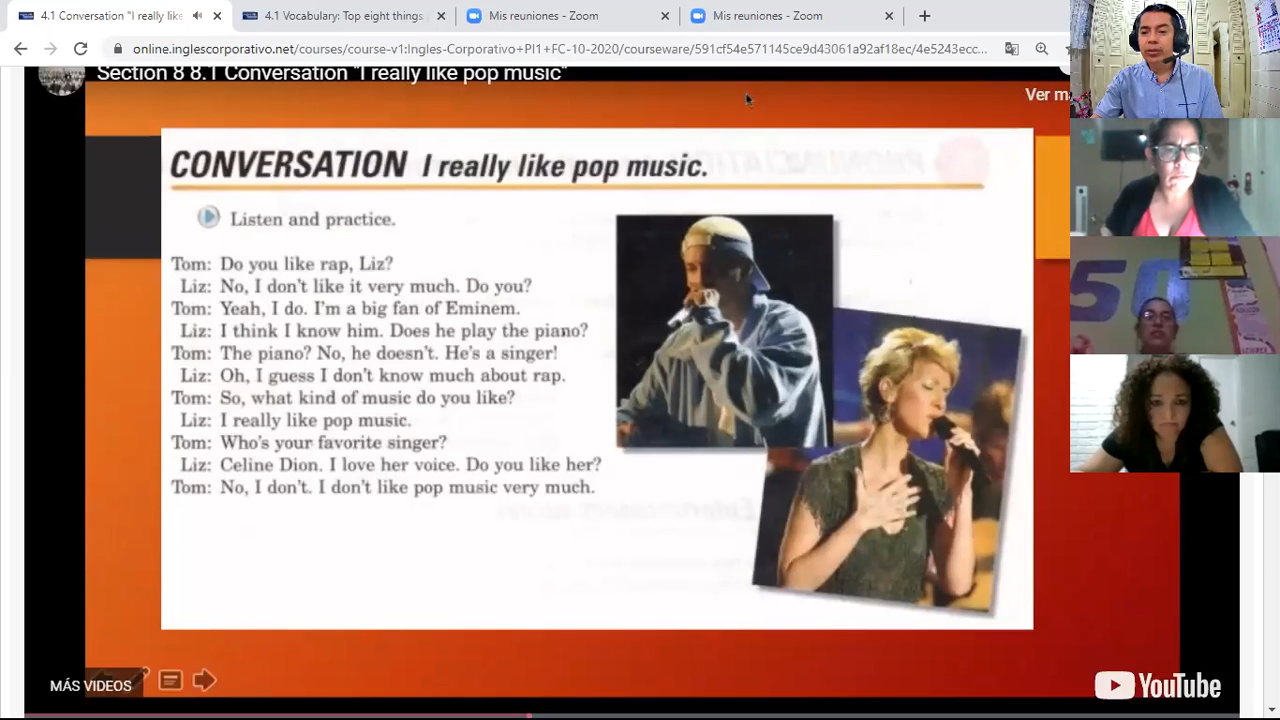 4.1 Conversation "I really like
4.1 Vocabulary: Top eight things
Mis reuniones - Zoom
Mis reuniones - Zoom
online.inglescorporativo.net/courses/course-v1:Ingles-Corporativo+PI1+FC-10-2020/courseware/591cf54e571145ce9d43061a92afd3ec/4e5243ecc...
Section 8 8.1 Conversation "I really like pop music"
Ver m
CONVERSATION I really like pop music.
Listen and practice.
Tom: Do you like rap, Liz?
Liz: No, I don't like it very much. Do you?
Tom: Yeah, I do. I'm a big fan of Eminem.
Liz: I think I know him. Does he play the piano?
Tom: The piano? No, he doesn't. He's a singer!
Liz: Oh, I guess I don't know much about rap.
Tom: So, what kind of music do you like?
Liz: I really like pop music.
Tom: Who's your favorite singer?
Liz: Celine Dion. I love her voice. Do you like her?
Tom: No, I don't. I don't like pop music very much.
MÁS VIDEOS
YouTube
50